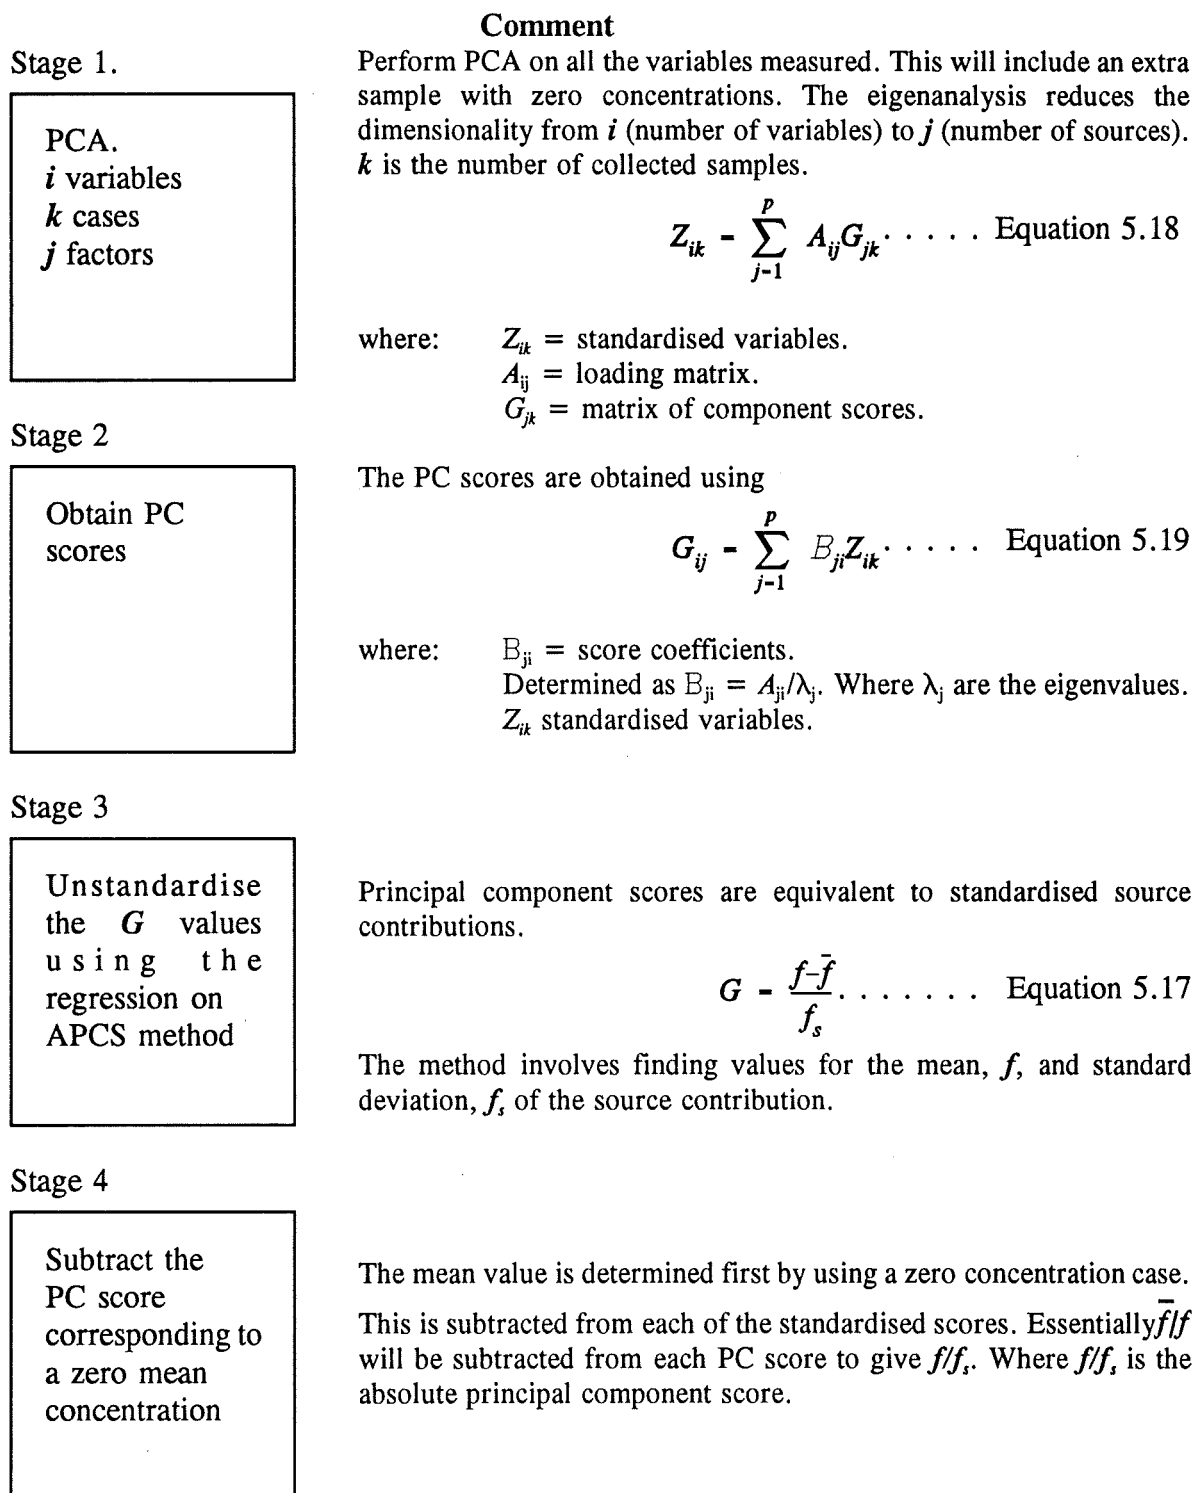 Comment
Stage 1.
PCA.
i variables
k cases
j factors
Perform PCA on all the variables measured. This will include an extra
sample with zero concentrations. The eigenanalysis reduces the
dimensionality from i (number of variables) to j (number of sources).
k is the number of collected samples.
Z_ik - ∑_{j-1}^{p} A_ij G_jk . . . . . Equation 5.18
where: Z_ik = standardised variables.
A_ij = loading matrix.
G_jk = matrix of component scores.
Stage 2
Obtain PC
scores
The PC scores are obtained using
G_ij - ∑_{j-1}^{p} B_ji Z_ik . . . . . Equation 5.19
where: B_ji = score coefficients.
Determined as B_ji = A_ji/λ_j. Where λ_j are the eigenvalues.
Z_ik standardised variables.
Stage 3
Unstandardise
the G values
using the
regression on
APCS method
Principal component scores are equivalent to standardised source
contributions.
G - (f-f̄)/f_s . . . . . . . Equation 5.17
The method involves finding values for the mean, f, and standard
deviation, f_s of the source contribution.
Stage 4
Subtract the
PC score
corresponding to
a zero mean
concentration
The mean value is determined first by using a zero concentration case.
This is subtracted from each of the standardised scores. Essentially f̄/f
will be subtracted from each PC score to give f/f_s. Where f/f_s is the
absolute principal component score.